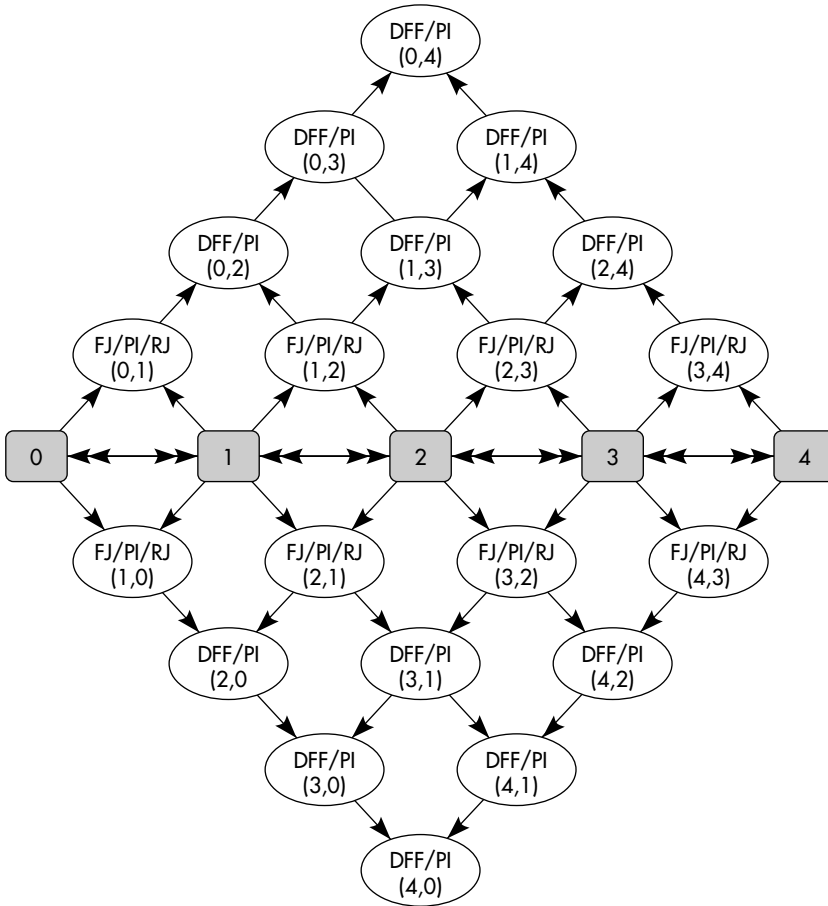 DFF/PI
(0,4)
DFF/PI
(0,3)
DFF/PI
(1,4)
DFF/PI
(0,2)
DFF/PI
(1,3)
DFF/PI
(2,4)
FJ/PI/RJ
(0,1)
FJ/PI/RJ
(1,2)
FJ/PI/RJ
(2,3)
FJ/PI/RJ
(3,4)
0
1
2
3
4
FJ/PI/RJ
(1,0)
FJ/PI/RJ
(2,1)
FJ/PI/RJ
(3,2)
FJ/PI/RJ
(4,3)
DFF/PI
(2,0
DFF/PI
(3,1)
DFF/PI
(4,2)
DFF/PI
(3,0)
DFF/PI
(4,1)
DFF/PI
(4,0)